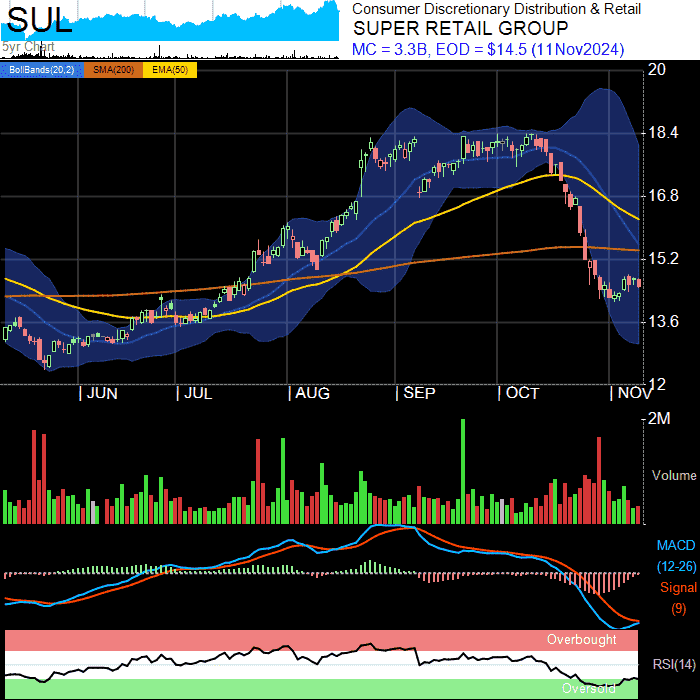 SUL
5yr Chart
Consumer Discretionary Distribution & Retail
SUPER RETAIL GROUP
MC = 3.3B, EOD = $14.5 (11Nov2024)
BollBands(20,2) SMA(200) EMA(50)
20
18.4
16.8
15.2
13.6
12
JUN JUL AUG SEP OCT NOV
2M
Volume
MACD
(12-26)
Signal
(9)
Overbought
RSI(14)
Oversold